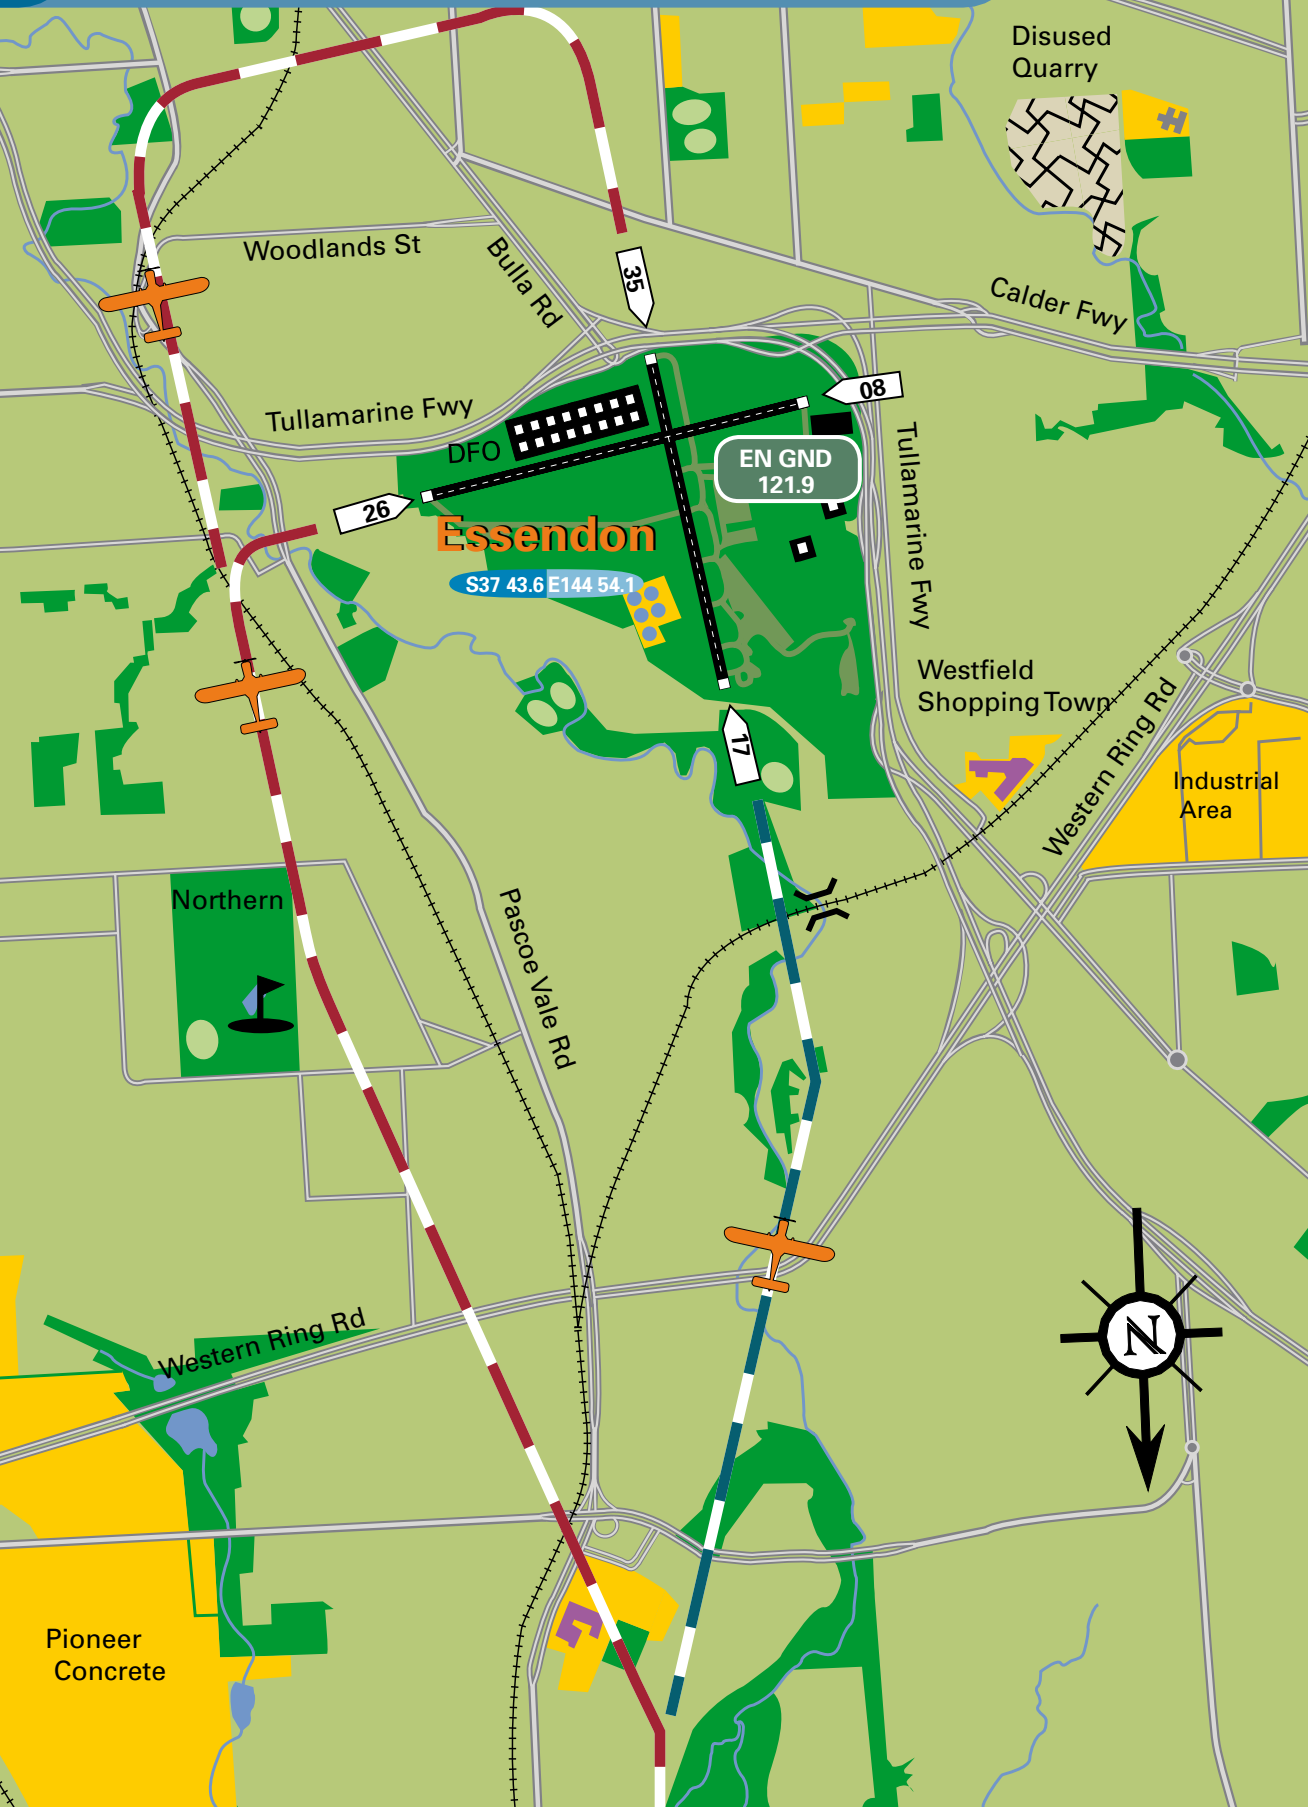 Disused
Quarry
Woodlands St
Bulla Rd
35
Calder Fwy
08
Tullamarine Fwy
DFO
EN GND
121.9
Tullamarine Fwy
26
Essendon
S37 43.6 E144 54.1
Westfield
Shopping Town
17
Western Ring Rd
Industrial
Area
Northern
Pascoe Vale Rd
N
Western Ring Rd
Pioneer
Concrete